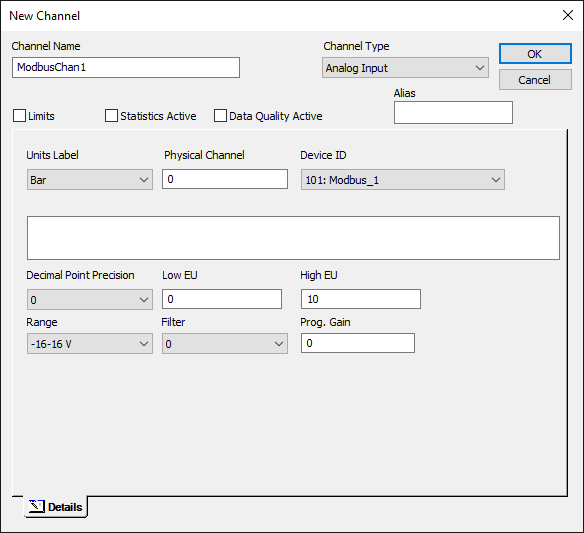 New Channel
Channel Name
Channel Type
ModbusChan1
Analog Input
OK
Cancel
Alias
Limits
Statistics Active
Data Quality Active
Units Label
Physical Channel
Device ID
Bar
0
101: Modbus_1
Decimal Point Precision
Low EU
High EU
0
0
10
Range
Filter
Prog. Gain
-16-16 V
0
0
Details